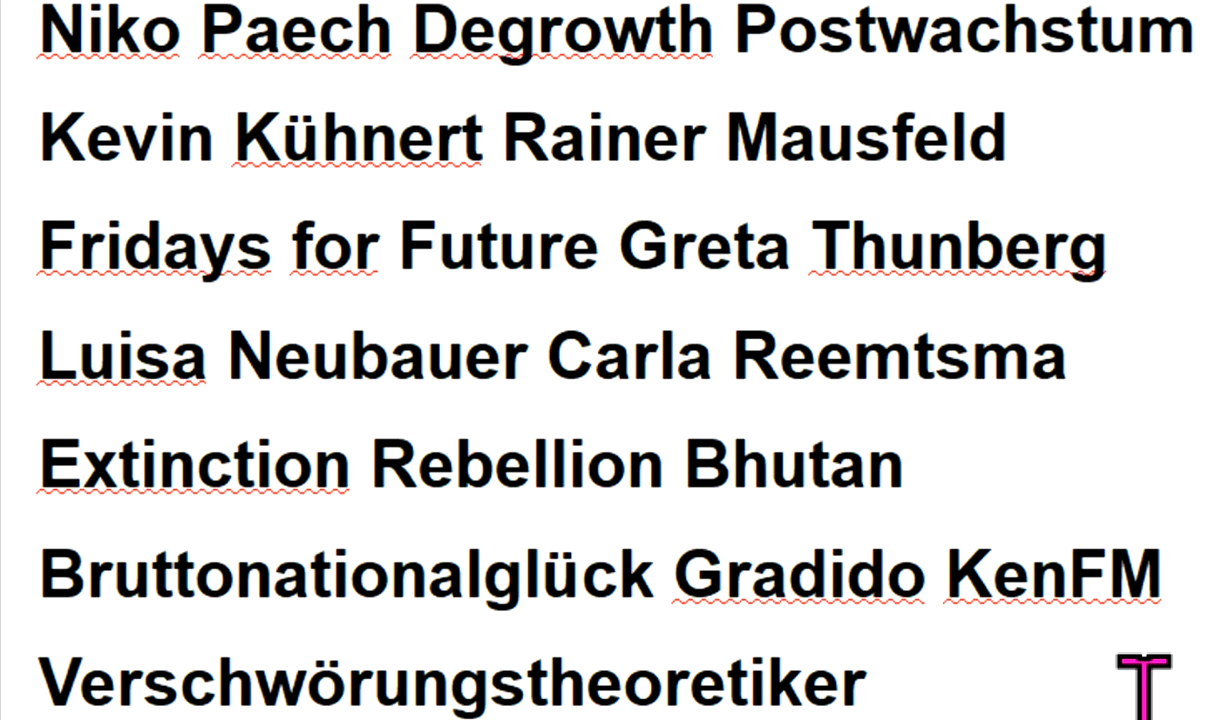 Niko Paech Degrowth Postwachstum
Kevin Kühnert Rainer Mausfeld
Fridays for Future Greta Thunberg
Luisa Neubauer Carla Reemtsma
Extinction Rebellion Bhutan
Bruttonationalglück Gradido KenFM
Verschwörungstheoretiker